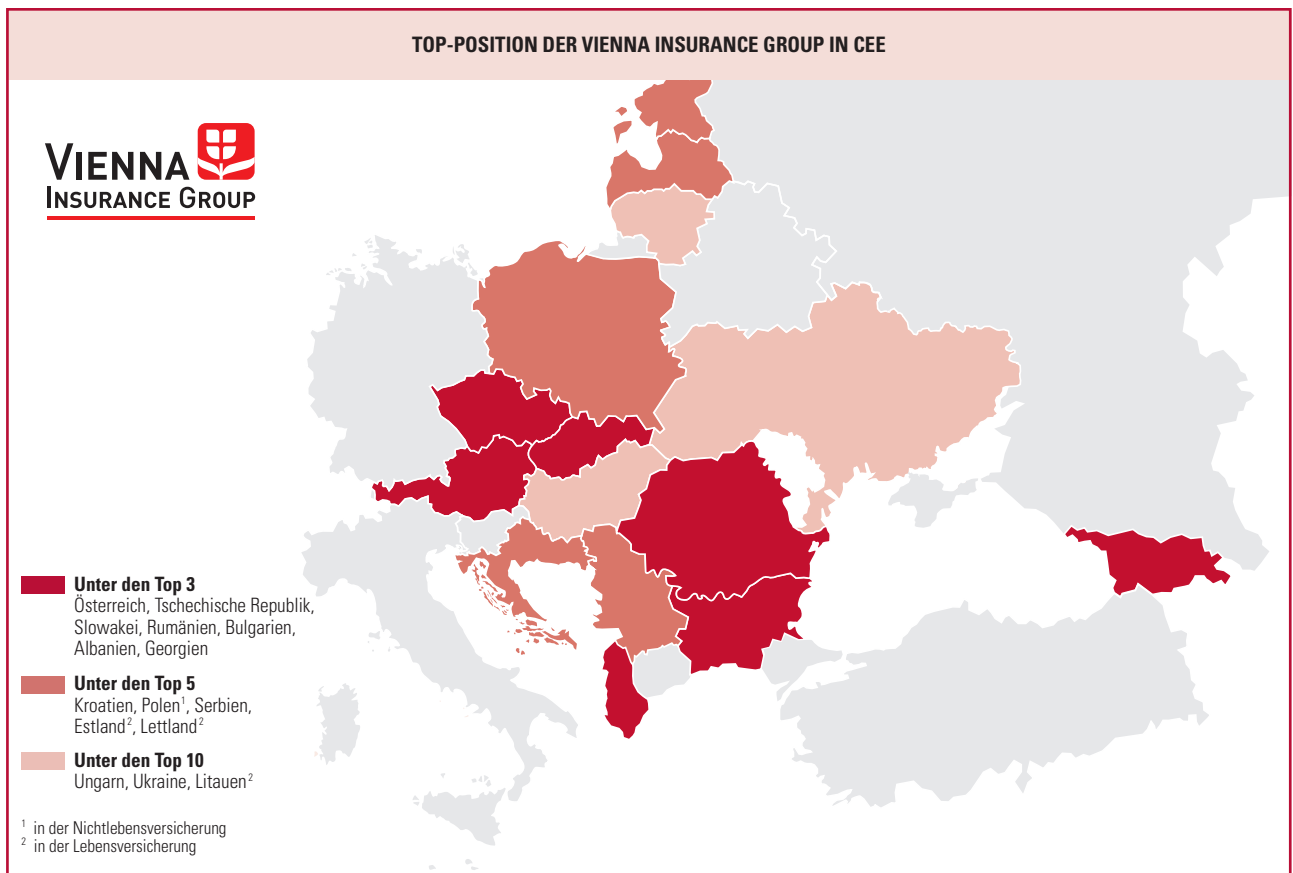 TOP-POSITION DER VIENNA INSURANCE GROUP IN CEE
VIENNA
INSURANCE GROUP
Unter den Top 3
Österreich, Tschechische Republik,
Slowakei, Rumänien, Bulgarien,
Albanien, Georgien
Unter den Top 5
Kroatien, Polen¹, Serbien,
Estland², Lettland²
Unter den Top 10
Ungarn, Ukraine, Litauen²
¹ in der Nichtlebensversicherung
² in der Lebensversicherung